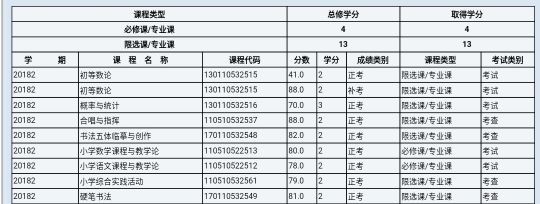 课程类型 总修学分 取得学分
必修课/专业课 4 4
限选课/专业课 13 13
学 期 课 程 名 称 课程代码 分数 学分 成绩类别 课程类型 考试类别
20182 初等数论 130110532515 41.0 2 正考 限选课/专业课 考试
20182 初等数论 130110532515 88.0 2 补考 限选课/专业课 考试
20182 概率与统计 130110532516 70.0 3 正考 限选课/专业课 考试
20182 合唱与指挥 110510532537 88.0 2 正考 限选课/专业课 考查
20182 书法五体临摹与创作 170110532548 82.0 2 正考 限选课/专业课 考查
20182 小学数学课程与教学论 110510522513 80.0 2 正考 必修课/专业课 考试
20182 小学语文课程与教学论 110510522512 78.0 2 正考 必修课/专业课 考试
20182 小学综合实践活动 110510532561 79.0 2 正考 限选课/专业课 考查
20182 硬笔书法 170110532549 81.0 2 正考 限选课/专业课 考查